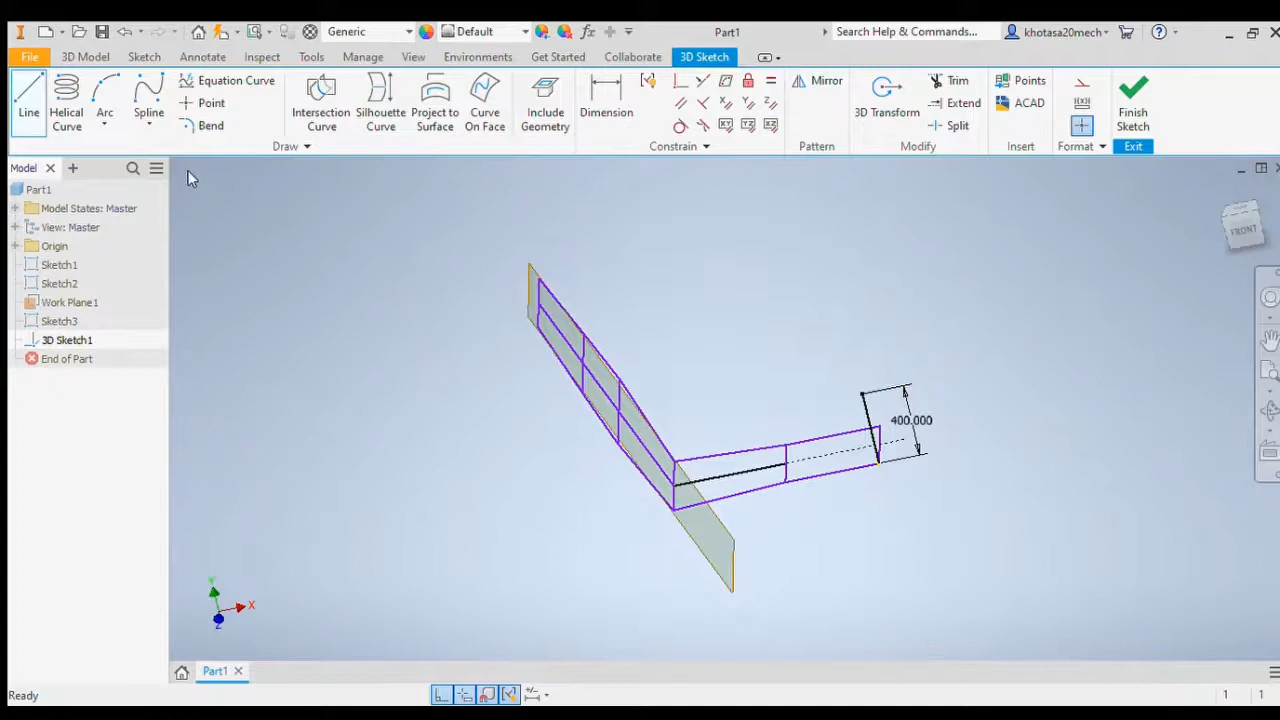 Generic
Default
Part1
Search Help & Commands...
khotasa20mech
File
3D Model
Sketch
Annotate
Inspect
Tools
Manage
View
Environments
Get Started
Collaborate
3D Sketch
Line
Helical
Curve
Arc
Spline
Equation Curve
Point
Bend
Intersection
Curve
Silhouette
Curve
Project to
Surface
Curve
On Face
Include
Geometry
Dimension
Mirror
3D Transform
Trim
Extend
Split
Points
ACAD
Finish
Sketch
Draw
Constrain
Pattern
Modify
Insert
Format
Exit
Model
Part1
Model States: Master
View: Master
Origin
Sketch1
Sketch2
Work Plane1
Sketch3
3D Sketch1
End of Part
FRONT
400.000
Y
X
Z
Part1
Ready
1 1